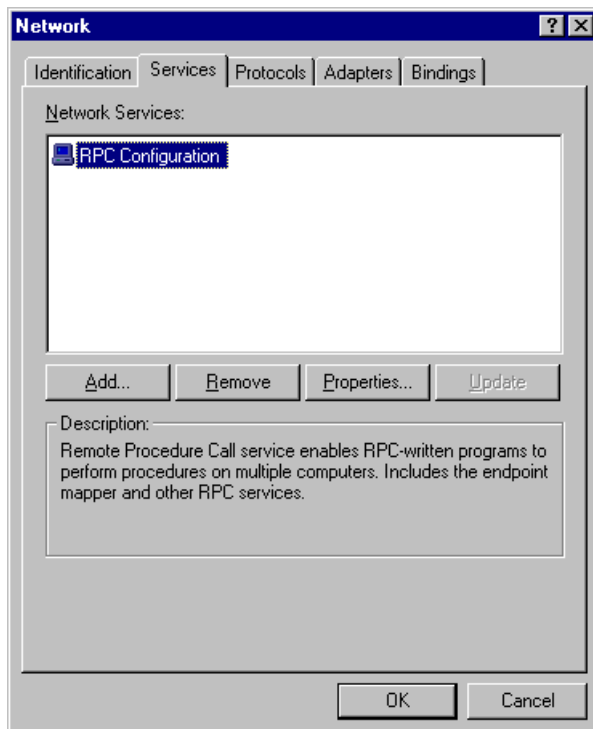 Network
Identification Services Protocols Adapters Bindings
Network Services:
RPC Configuration
Add... Remove Properties... Update
Description:
Remote Procedure Call service enables RPC-written programs to
perform procedures on multiple computers. Includes the endpoint
mapper and other RPC services.
OK Cancel